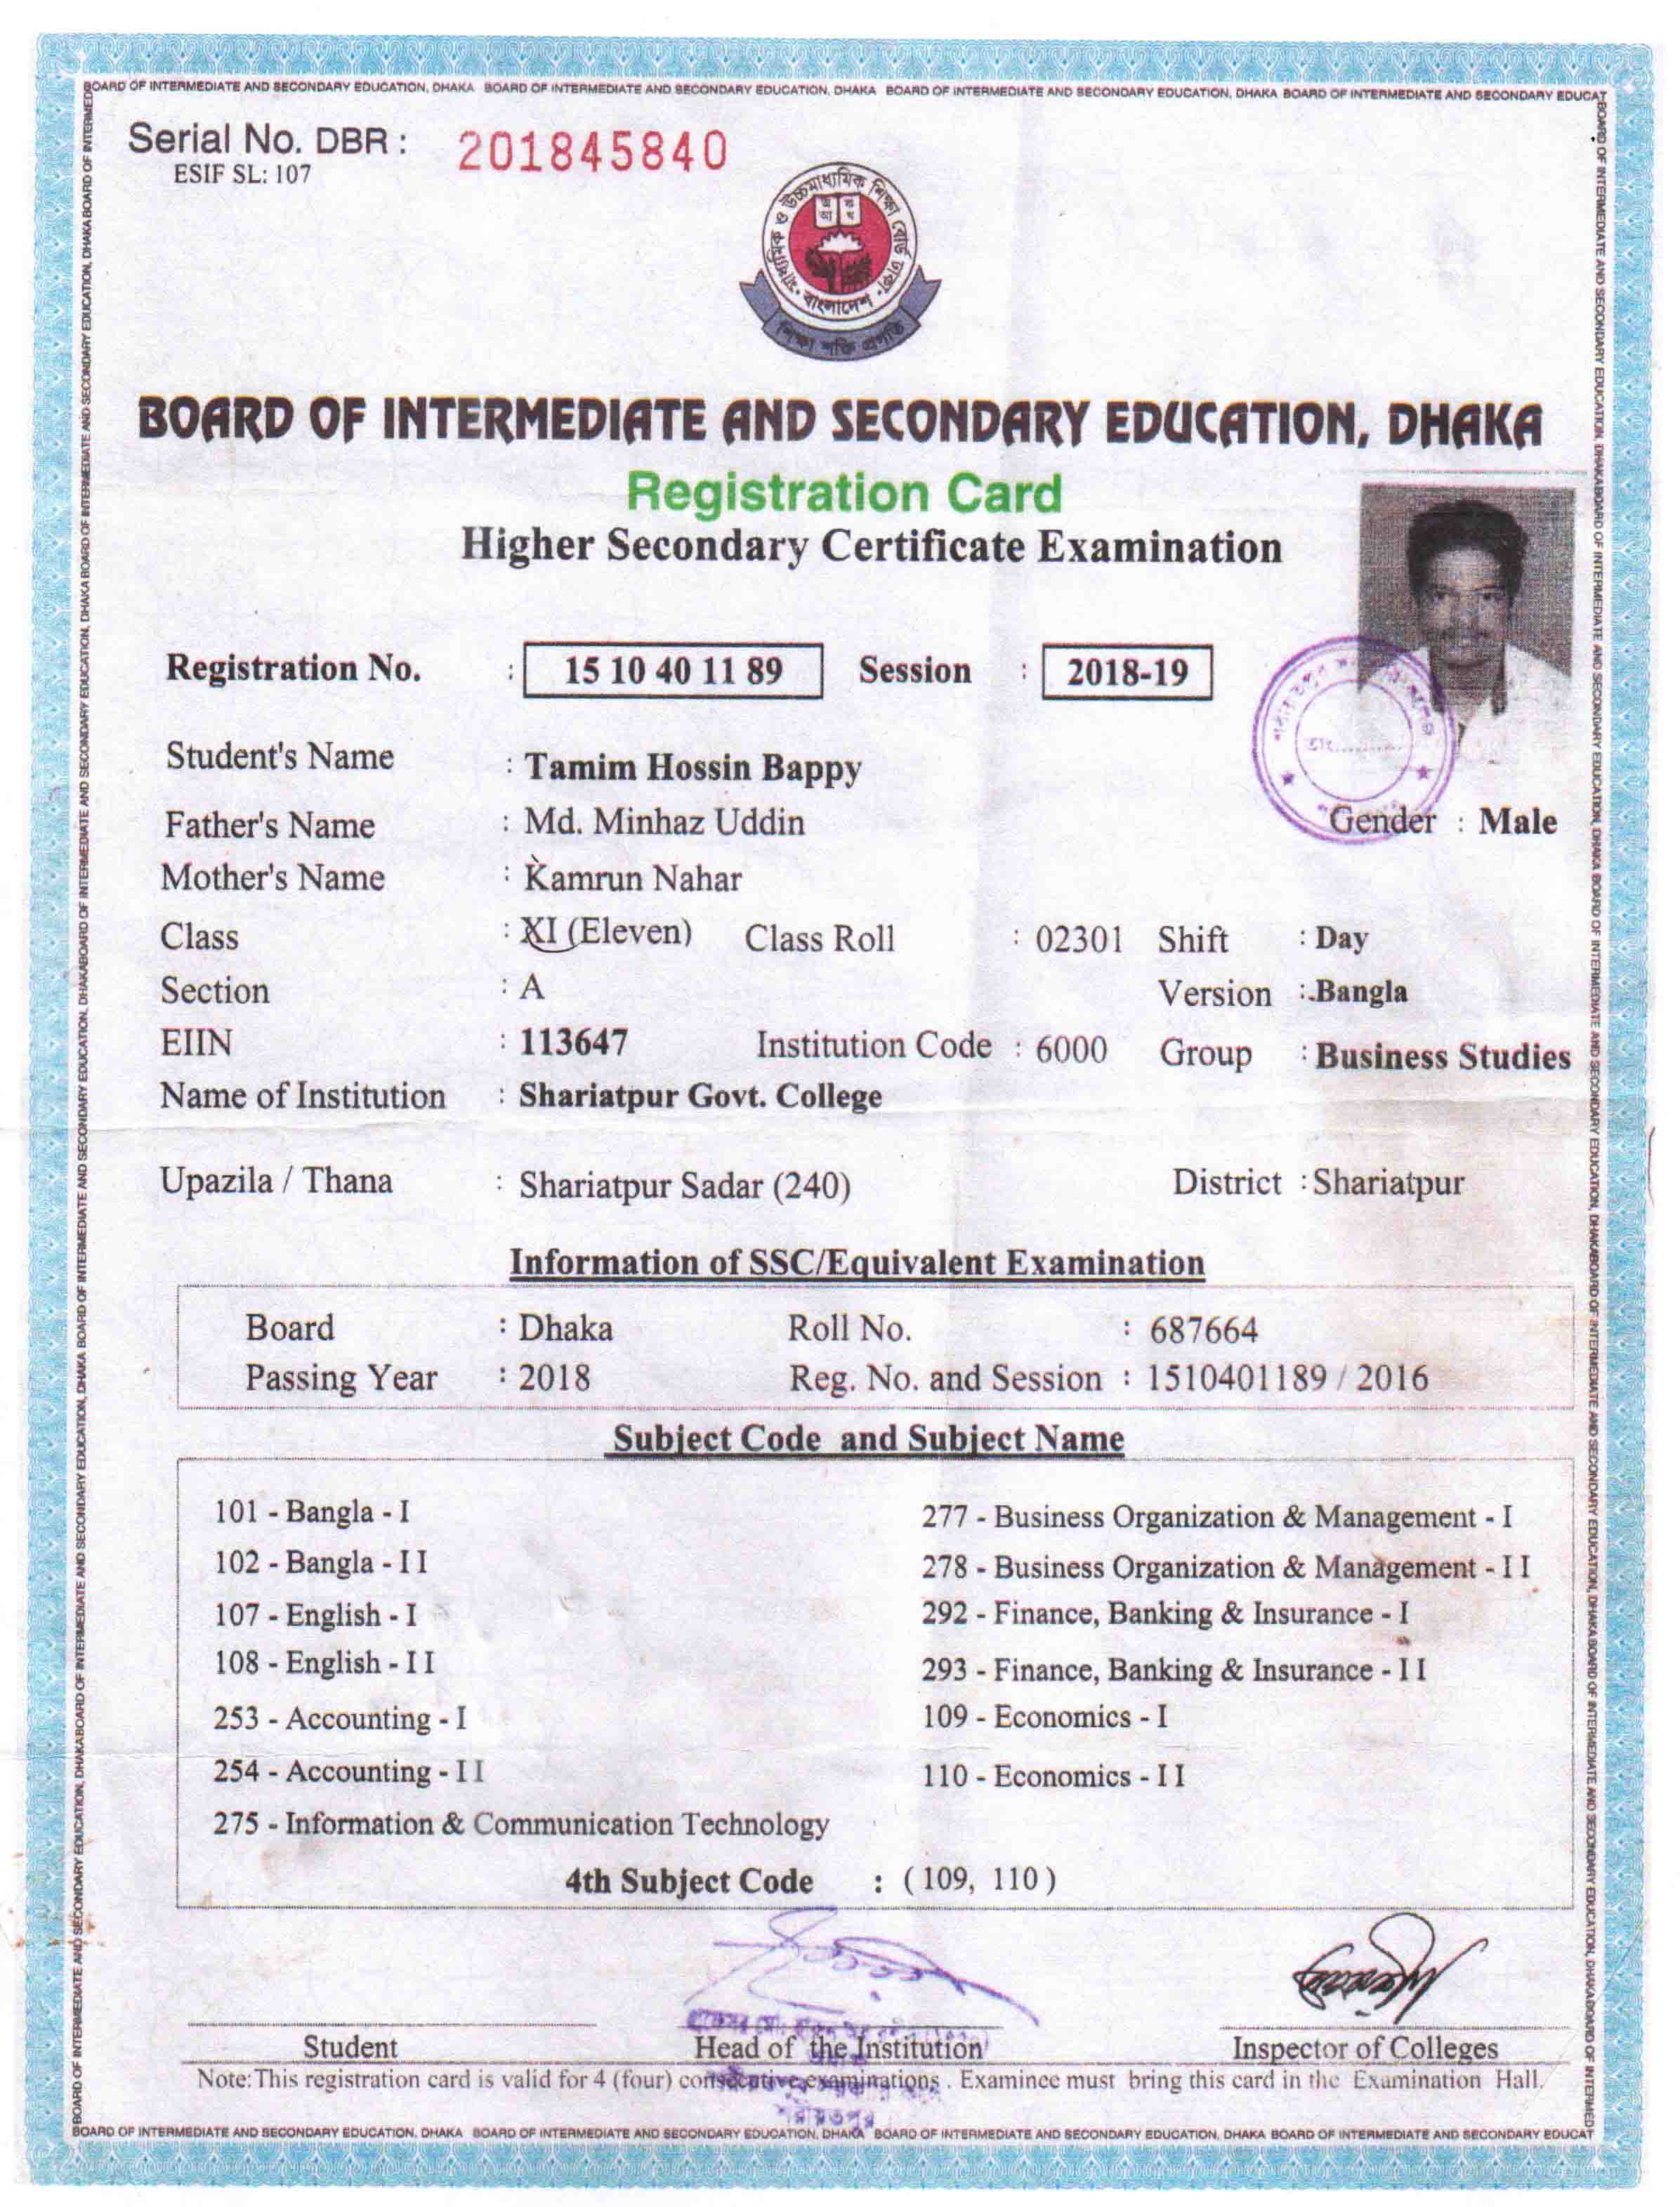 BOARD OF INTERMEDIATE AND SECONDARY EDUCATION, DHAKA BOARD OF INTERMEDIATE AND SECONDARY EDUCATION, DHAKA BOARD OF INTERMEDIATE AND SECONDARY EDUCATION, DHAKA BOARD OF INTERMEDIATE AND SECONDARY EDUCAT
Serial No. DBR : 201845840
ESIF SL: 107
মাধ্যমিক ও উচ্চমাধ্যমিক শিক্ষা বোর্ড ঢাকা
বাংলাদেশ
শিক্ষা শক্তি প্রগতি
BOARD OF INTERMEDIATE AND SECONDARY EDUCATION, DHAKA
Registration Card
Higher Secondary Certificate Examination
Registration No. : 15 10 40 11 89 Session : 2018-19
Student's Name : Tamim Hossin Bappy
Father's Name : Md. Minhaz Uddin Gender : Male
Mother's Name : Kamrun Nahar
Class : XI (Eleven) Class Roll : 02301 Shift : Day
Section : A Version : Bangla
EIIN : 113647 Institution Code : 6000 Group : Business Studies
Name of Institution : Shariatpur Govt. College
Upazila / Thana : Shariatpur Sadar (240) District : Shariatpur
Information of SSC/Equivalent Examination
Board : Dhaka Roll No. : 687664
Passing Year : 2018 Reg. No. and Session : 1510401189 / 2016
Subject Code and Subject Name
101 - Bangla - I 277 - Business Organization & Management - I
102 - Bangla - I I 278 - Business Organization & Management - I I
107 - English - I 292 - Finance, Banking & Insurance - I
108 - English - I I 293 - Finance, Banking & Insurance - I I
253 - Accounting - I 109 - Economics - I
254 - Accounting - I I 110 - Economics - I I
275 - Information & Communication Technology
4th Subject Code : ( 109, 110 )
Student Head of the Institution Inspector of Colleges
Note:This registration card is valid for 4 (four) consecutive examinations . Examinee must bring this card in the Examination Hall.
BOARD OF INTERMEDIATE AND SECONDARY EDUCATION, DHAKA BOARD OF INTERMEDIATE AND SECONDARY EDUCATION, DHAKA BOARD OF INTERMEDIATE AND SECONDARY EDUCATION, DHAKA BOARD OF INTERMEDIATE AND SECONDARY EDUCAT